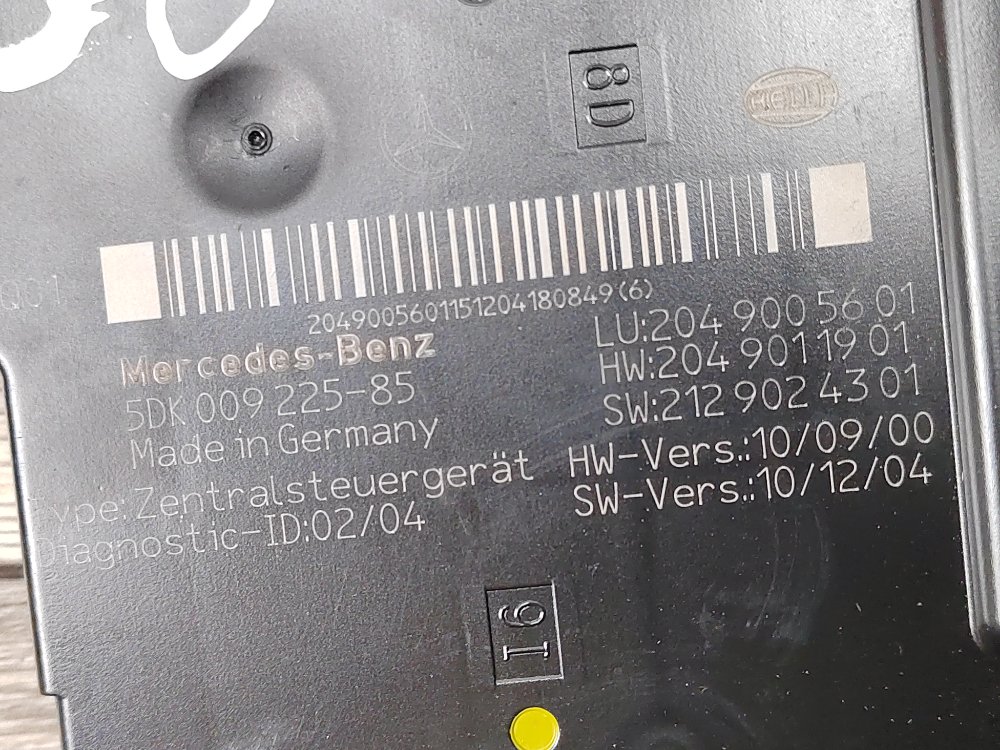 8D
HELLA
Q01
2049005601151204180849(6)
Mercedes-Benz
5DK 009 225-85
Made in Germany
Type:Zentralsteuergerät
Diagnostic-ID:02/04
LU:204 900 56 01
HW:204 901 19 01
SW:212 902 43 01
HW-Vers.:10/09/00
SW-Vers.:10/12/04
I6